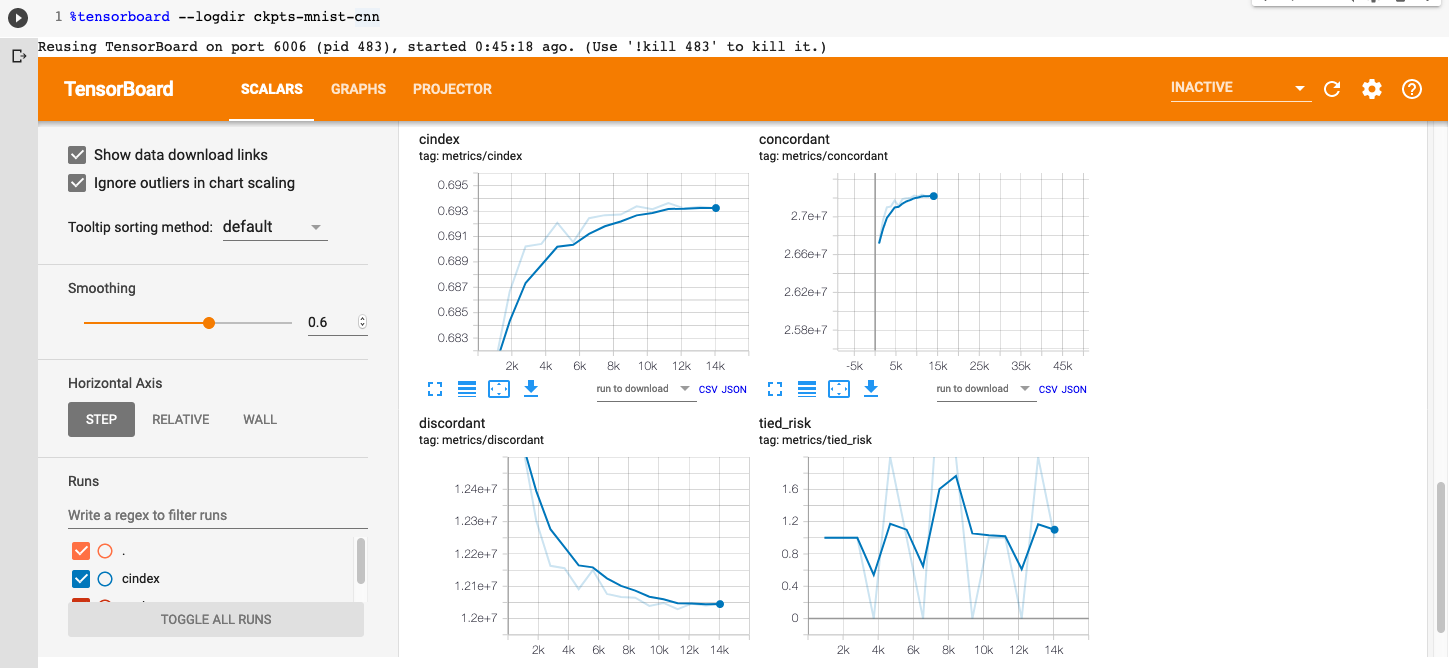 1 %tensorboard --logdir ckpts-mnist-cnn
Reusing TensorBoard on port 6006 (pid 483), started 0:45:18 ago. (Use '!kill 483' to kill it.)
TensorBoard SCALARS GRAPHS PROJECTOR INACTIVE
Show data download links
Ignore outliers in chart scaling
Tooltip sorting method: default
Smoothing
0.6
Horizontal Axis
STEP RELATIVE WALL
Runs
Write a regex to filter runs
.
cindex
TOGGLE ALL RUNS
cindex
tag: metrics/cindex
0.695
0.693
0.691
0.689
0.687
0.685
0.683
2k 4k 6k 8k 10k 12k 14k
run to download CSV JSON
concordant
tag: metrics/concordant
2.7e+7
2.66e+7
2.62e+7
2.58e+7
-5k 5k 15k 25k 35k 45k
run to download CSV JSON
discordant
tag: metrics/discordant
1.24e+7
1.23e+7
1.22e+7
1.21e+7
1.2e+7
2k 4k 6k 8k 10k 12k 14k
tied_risk
tag: metrics/tied_risk
1.6
1.2
0.8
0.4
0
2k 4k 6k 8k 10k 12k 14k